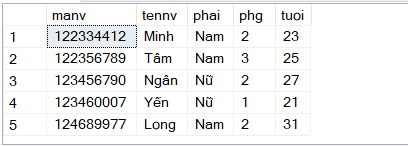 manv tennv phai phg tuoi
1 122334412 Minh Nam 2 23
2 122356789 Tâm Nam 3 25
3 123456790 Ngân Nữ 2 27
4 123460007 Yến Nữ 1 21
5 124689977 Long Nam 2 31